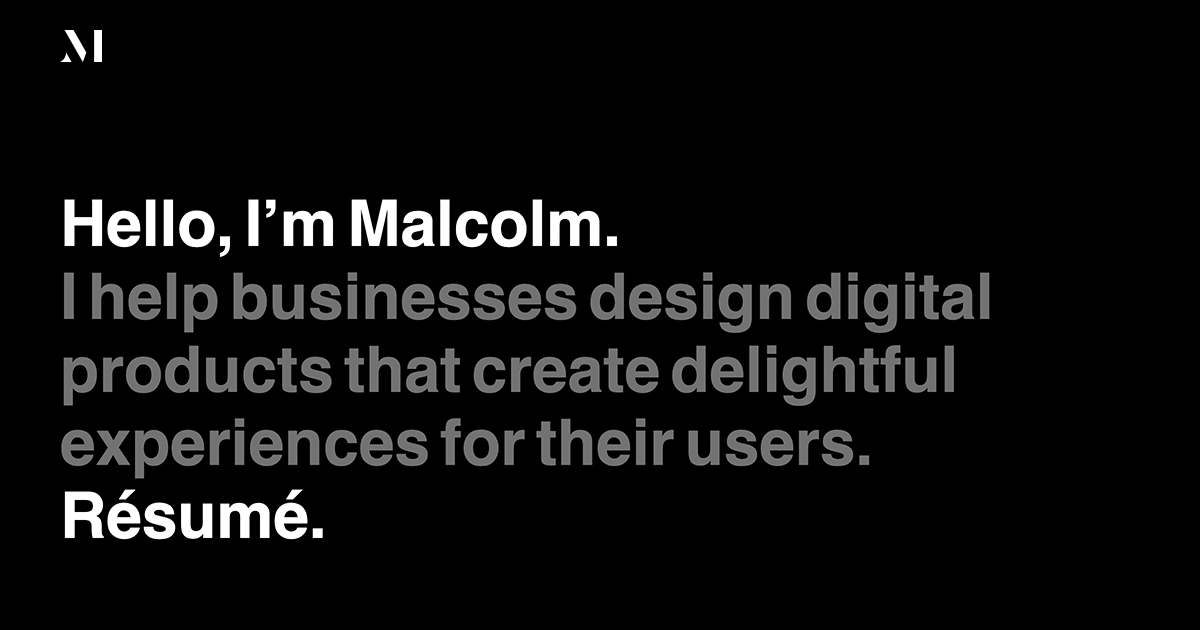 M
Hello, I’m Malcolm.
I help businesses design digital
products that create delightful
experiences for their users.
Résumé.